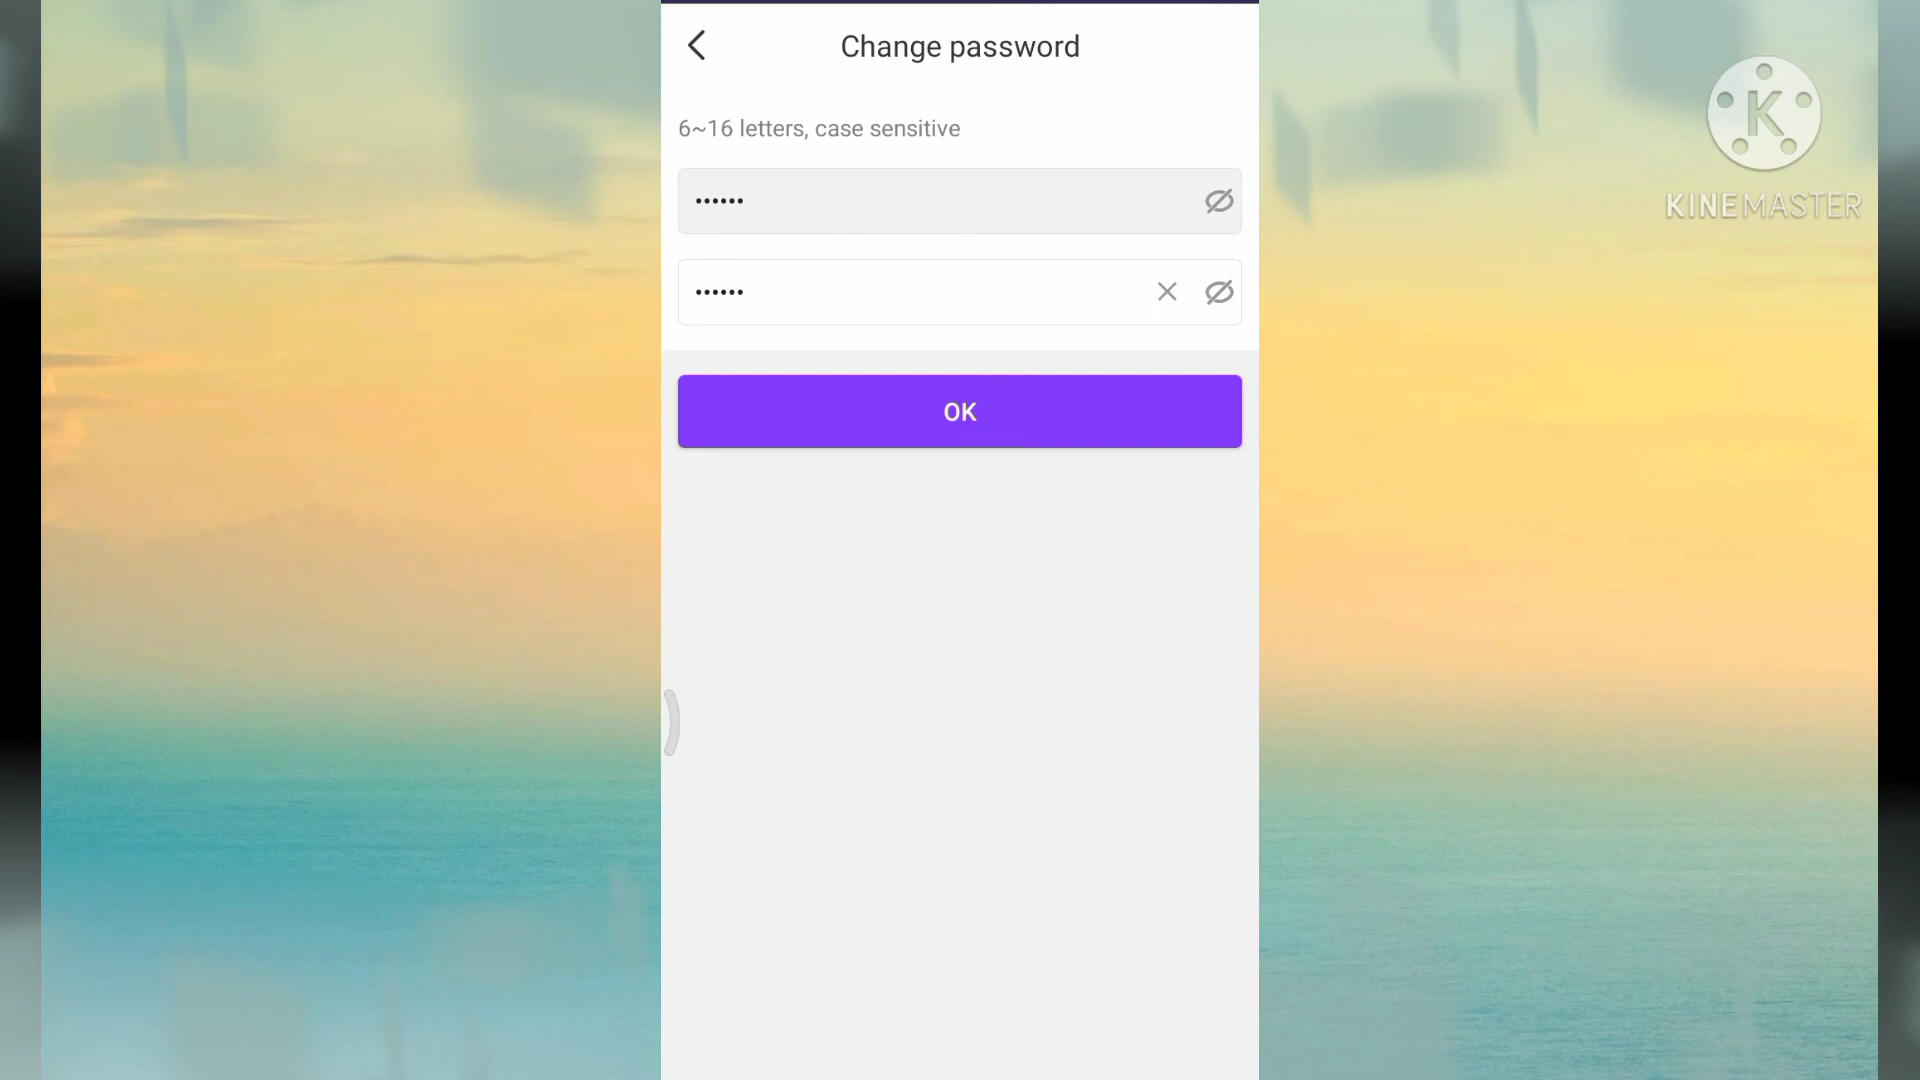 Change password
6~16 letters, case sensitive
••••••
••••••
OK
K
KINEMASTER